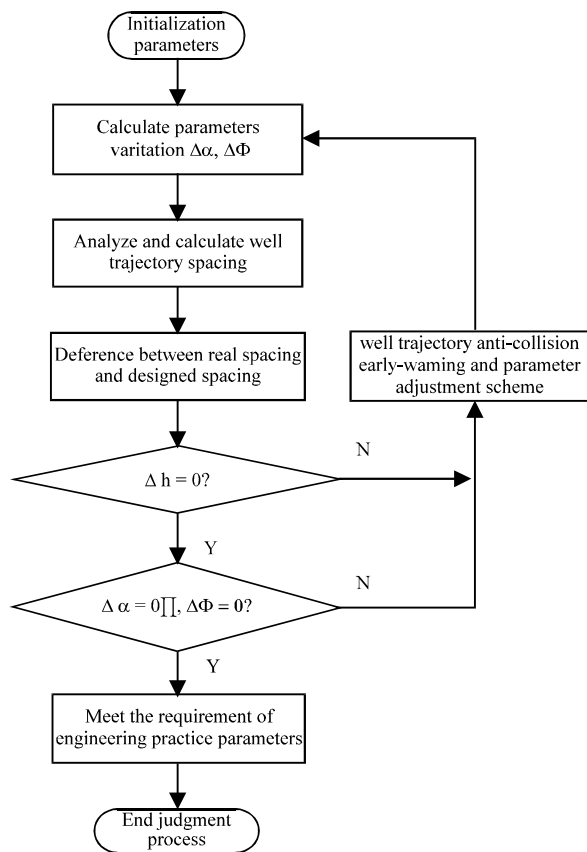 Initialization
parameters
Calculate parameters
varitation Δα, ΔΦ
Analyze and calculate well
trajectory spacing
Deference between real spacing
and designed spacing
well trajectory anti-collision
early-waming and parameter
adjustment scheme
Δ h = 0?
N
Y
Δ α = 0∏, ΔΦ = 0?
N
Y
Meet the requirement of
engineering practice parameters
End judgment
process